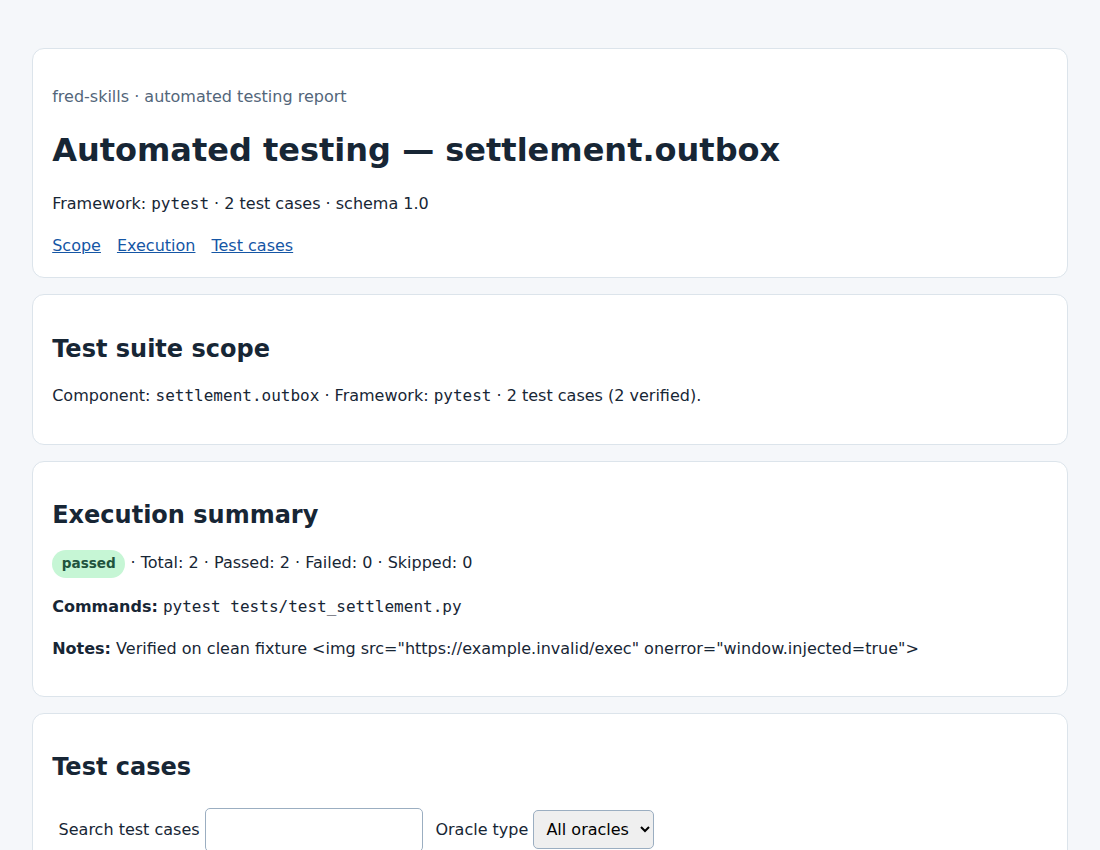 fred-skills · automated testing report
Automated testing — settlement.outbox
Framework: pytest · 2 test cases · schema 1.0
Scope Execution Test cases
Test suite scope
Component: settlement.outbox · Framework: pytest · 2 test cases (2 verified).
Execution summary
passed · Total: 2 · Passed: 2 · Failed: 0 · Skipped: 0
Commands: pytest tests/test_settlement.py
Notes: Verified on clean fixture <img src="https://example.invalid/exec" onerror="window.injected=true">
Test cases
Search test cases Oracle type All oracles